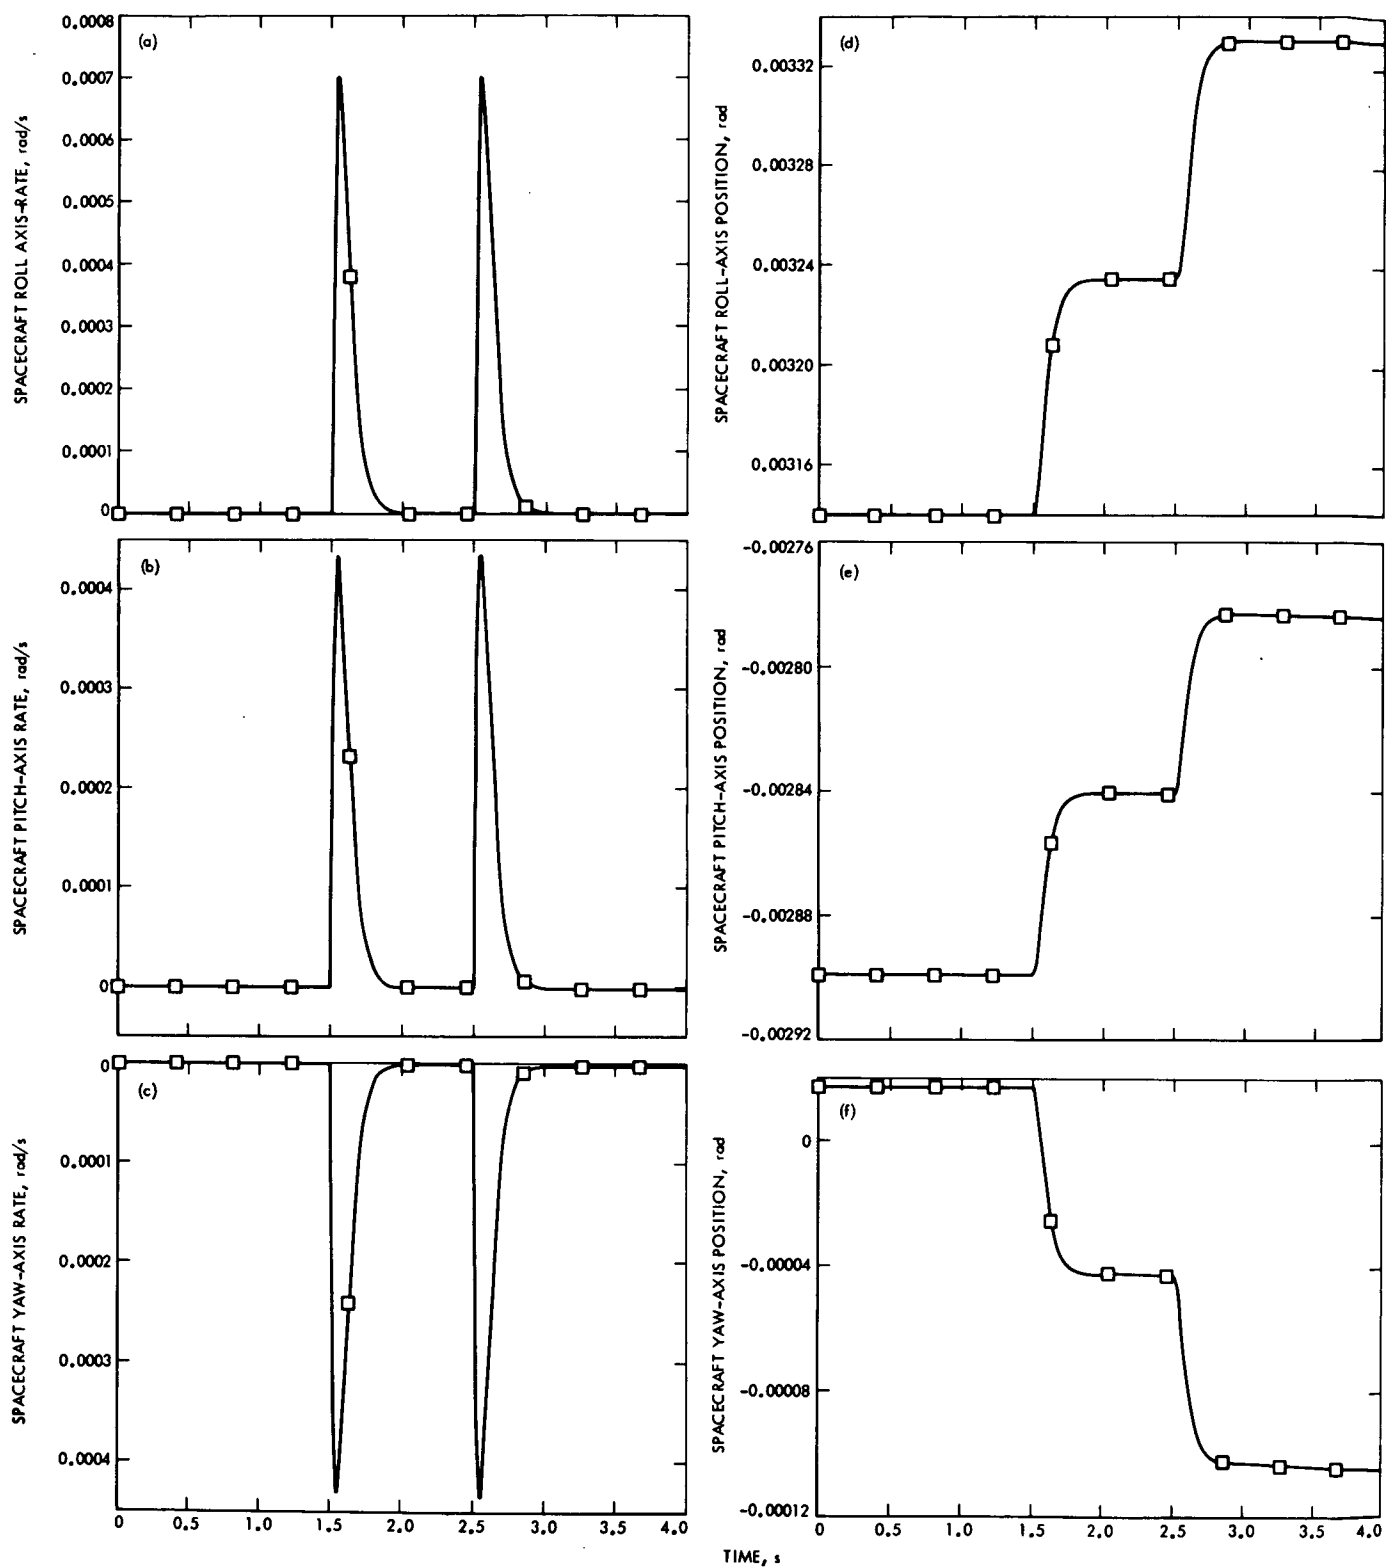 (a)
SPACECRAFT ROLL AXIS-RATE, rad/s
0.0008
0.0007
0.0006
0.0005
0.0004
0.0003
0.0002
0.0001
0
(b)
SPACECRAFT PITCH-AXIS RATE, rad/s
0.0004
0.0003
0.0002
0.0001
0
(c)
SPACECRAFT YAW-AXIS RATE, rad/s
0
0.0001
0.0002
0.0003
0.0004
0 0.5 1.0 1.5 2.0 2.5 3.0 3.5 4.0
(d)
SPACECRAFT ROLL-AXIS POSITION, rad
0.00332
0.00328
0.00324
0.00320
0.00316
(e)
SPACECRAFT PITCH-AXIS POSITION, rad
-0.00276
-0.00280
-0.00284
-0.00288
-0.00292
(f)
SPACECRAFT YAW-AXIS POSITION, rad
0
-0.00004
-0.00008
-0.00012
0 0.5 1.0 1.5 2.0 2.5 3.0 3.5 4.0
TIME, s